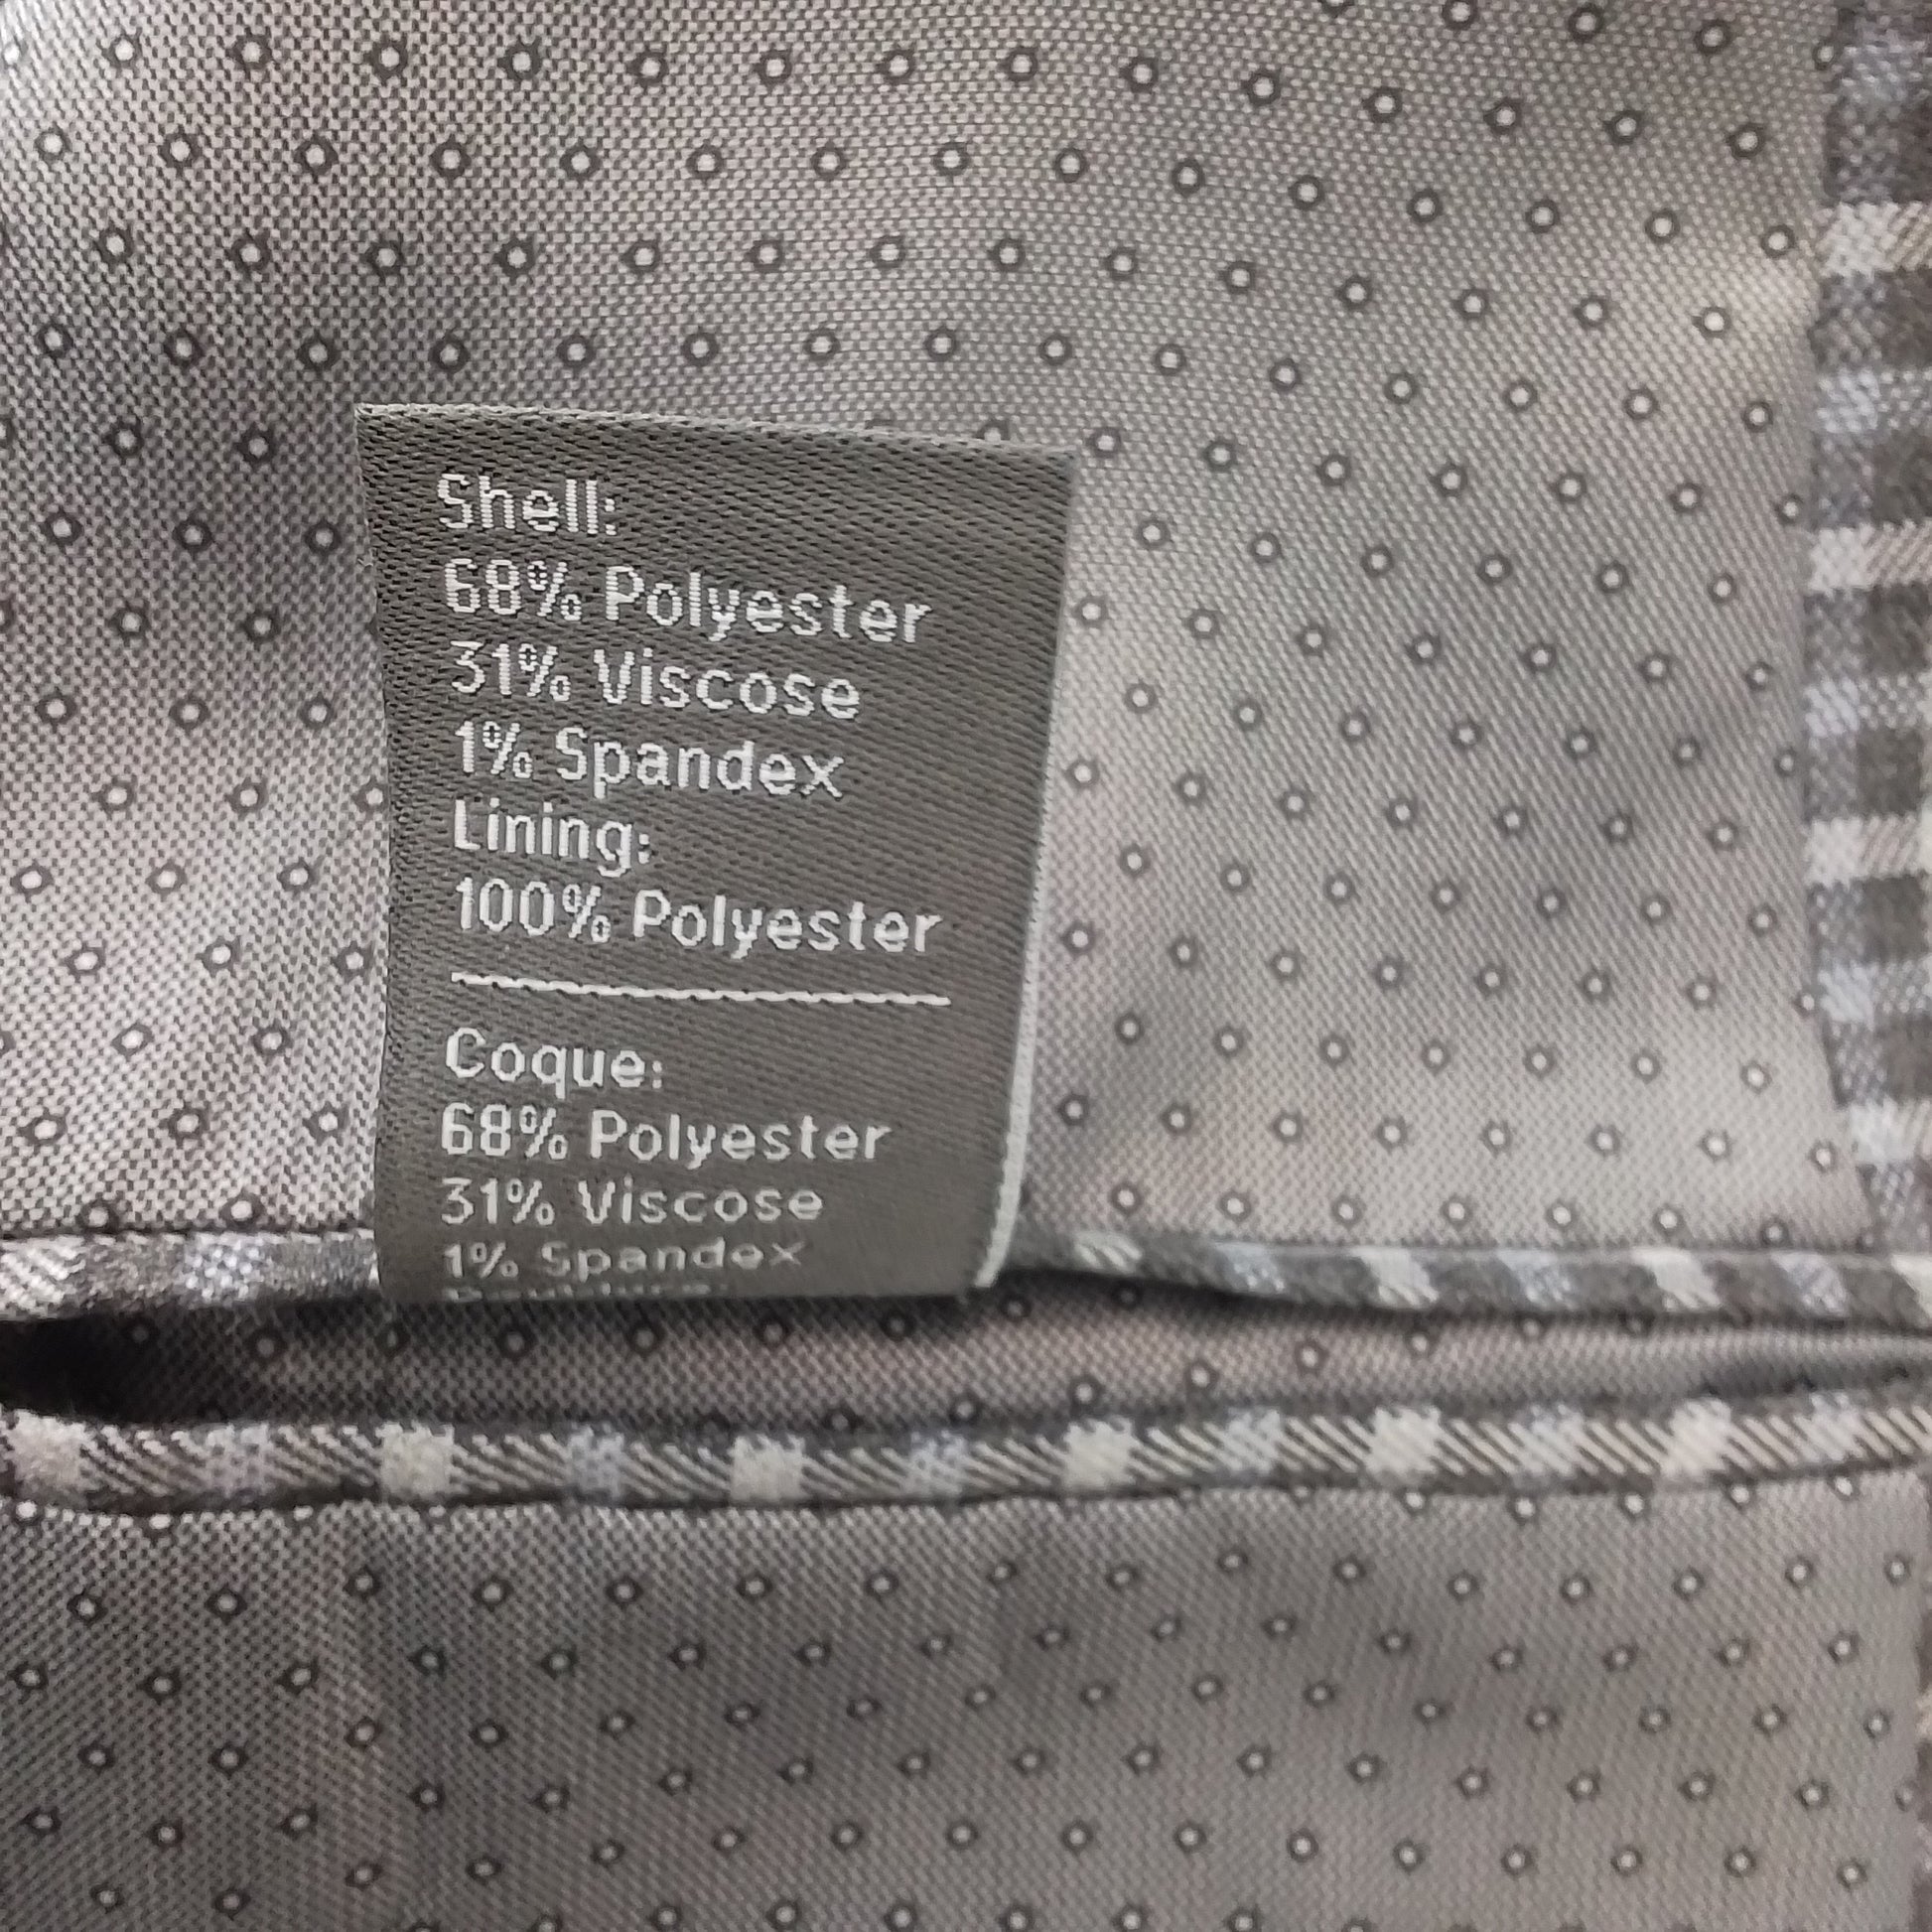 Shell:
68% Polyester
31% Viscose
1% Spandex
Lining:
100% Polyester
Coque:
68% Polyester
31% Viscose
1% Spandex